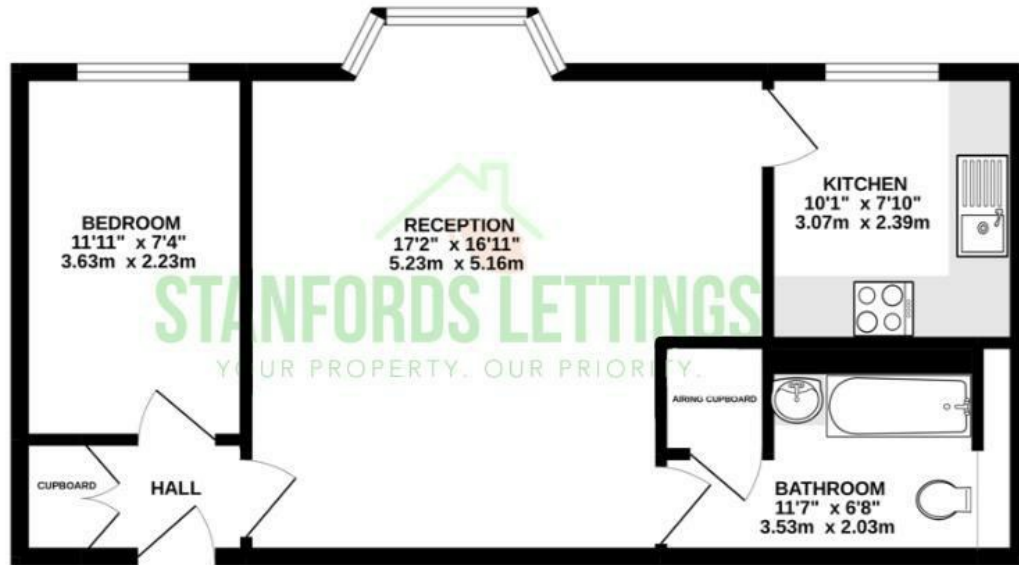 BEDROOM
11'11" x 7'4"
3.63m x 2.23m
RECEPTION
17'2" x 16'11"
5.23m x 5.16m
KITCHEN
10'1" x 7'10"
3.07m x 2.39m
STANFORDS LETTINGS
YOUR PROPERTY. OUR PRIORITY.
AIRING CUPBOARD
CUPBOARD
HALL
BATHROOM
11'7" x 6'8"
3.53m x 2.03m